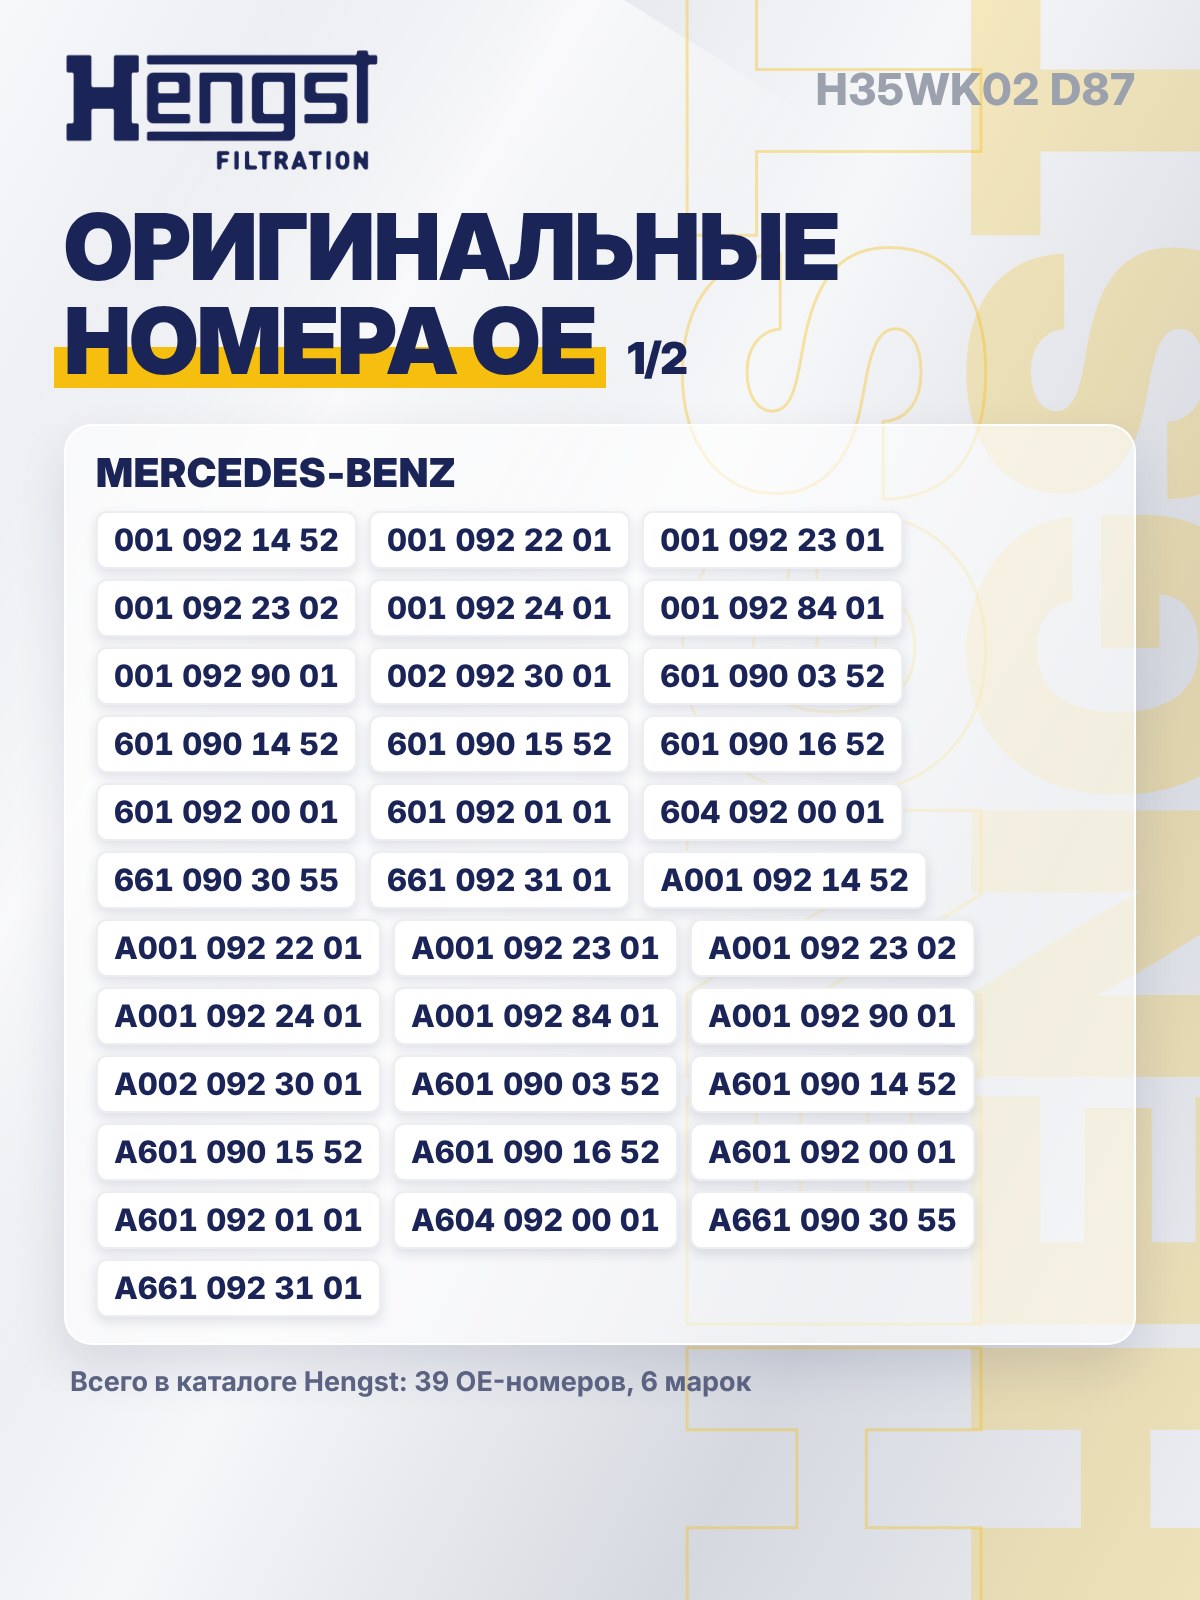 Hengst
FILTRATION
H35WK02 D87
ОРИГИНАЛЬНЫЕ
НОМЕРА ОЕ 1/2
MERCEDES-BENZ
001 092 14 52 001 092 22 01 001 092 23 01
001 092 23 02 001 092 24 01 001 092 84 01
001 092 90 01 002 092 30 01 601 090 03 52
601 090 14 52 601 090 15 52 601 090 16 52
601 092 00 01 601 092 01 01 604 092 00 01
661 090 30 55 661 092 31 01 A001 092 14 52
A001 092 22 01 A001 092 23 01 A001 092 23 02
A001 092 24 01 A001 092 84 01 A001 092 90 01
A002 092 30 01 A601 090 03 52 A601 090 14 52
A601 090 15 52 A601 090 16 52 A601 092 00 01
A601 092 01 01 A604 092 00 01 A661 090 30 55
A661 092 31 01
Всего в каталоге Hengst: 39 ОЕ-номеров, 6 марок
HENGST
HENGST